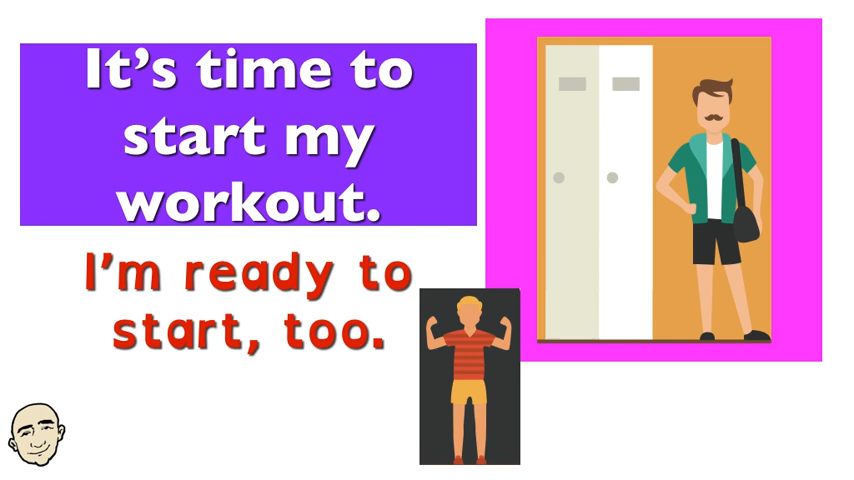 It’s time to
start my
workout.
I’m ready to
start, too.